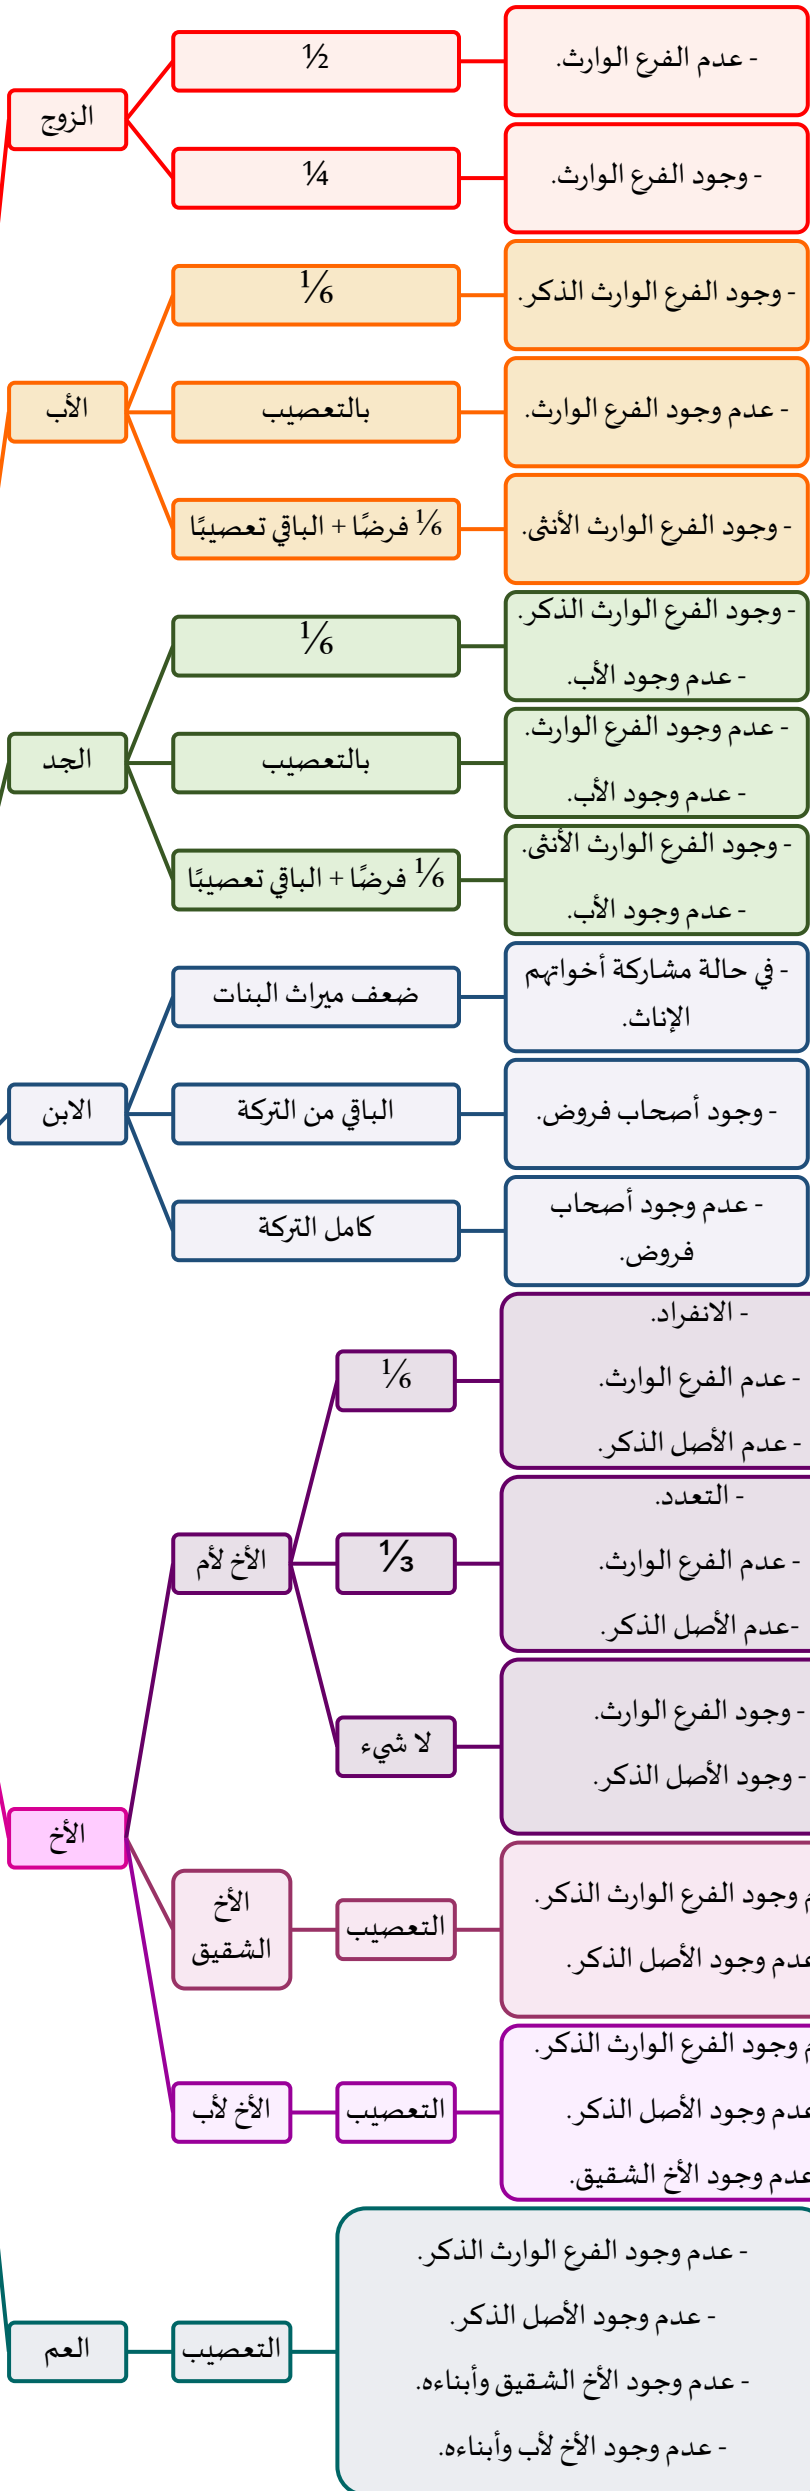 الزوج
½
- عدم الفرع الوارث.
¼
- وجود الفرع الوارث.
الأب
⅙
- وجود الفرع الوارث الذكر.
بالتعصيب
- عدم وجود الفرع الوارث.
⅙ فرضًا + الباقي تعصيبًا
- وجود الفرع الوارث الأنثى.
الجد
⅙
- وجود الفرع الوارث الذكر.
- عدم وجود الأب.
بالتعصيب
- عدم وجود الفرع الوارث.
- عدم وجود الأب.
⅙ فرضًا + الباقي تعصيبًا
- وجود الفرع الوارث الأنثى.
- عدم وجود الأب.
الابن
ضعف ميراث البنات
- في حالة مشاركة أخواتهم
الإناث.
الباقي من التركة
- وجود أصحاب فروض.
كامل التركة
- عدم وجود أصحاب
فروض.
الأخ
الأخ لأم
⅙
- الانفراد.
- عدم الفرع الوارث.
- عدم الأصل الذكر.
⅓
- التعدد.
- عدم الفرع الوارث.
-عدم الأصل الذكر.
لا شيء
- وجود الفرع الوارث.
- وجود الأصل الذكر.
الأخ
الشقيق
التعصيب
وجود الفرع الوارث الذكر.
عدم وجود الأصل الذكر.
الأخ لأب
التعصيب
وجود الفرع الوارث الذكر.
عدم وجود الأصل الذكر.
عدم وجود الأخ الشقيق.
العم
التعصيب
- عدم وجود الفرع الوارث الذكر.
- عدم وجود الأصل الذكر.
- عدم وجود الأخ الشقيق وأبناءه.
- عدم وجود الأخ لأب وأبناءه.